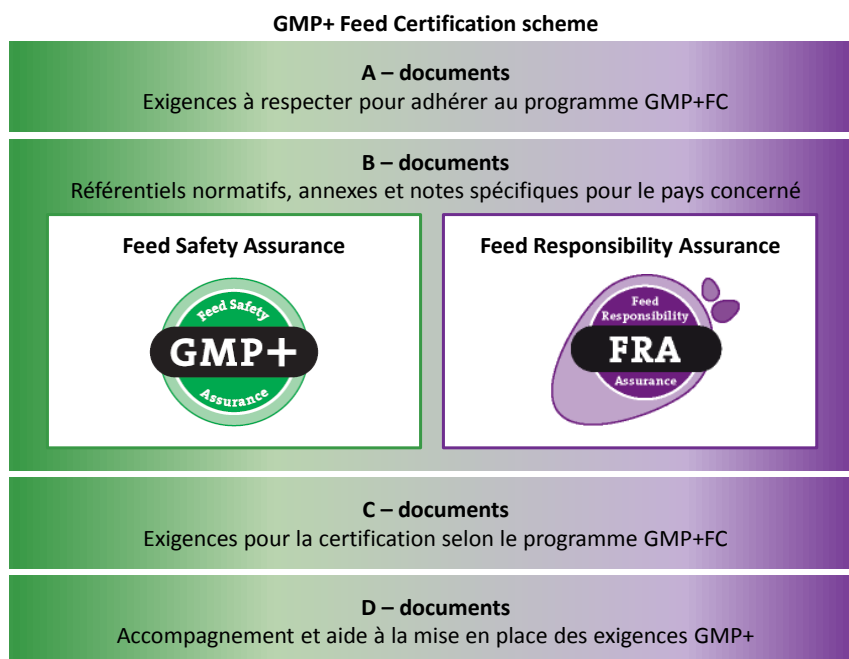 GMP+ Feed Certification scheme
A – documents
Exigences à respecter pour adhérer au programme GMP+FC
B – documents
Référentiels normatifs, annexes et notes spécifiques pour le pays concerné
Feed Safety Assurance
Feed Safety
GMP+
Assurance
Feed Responsibility Assurance
Feed
Responsibility
FRA
Assurance
C – documents
Exigences pour la certification selon le programme GMP+FC
D – documents
Accompagnement et aide à la mise en place des exigences GMP+